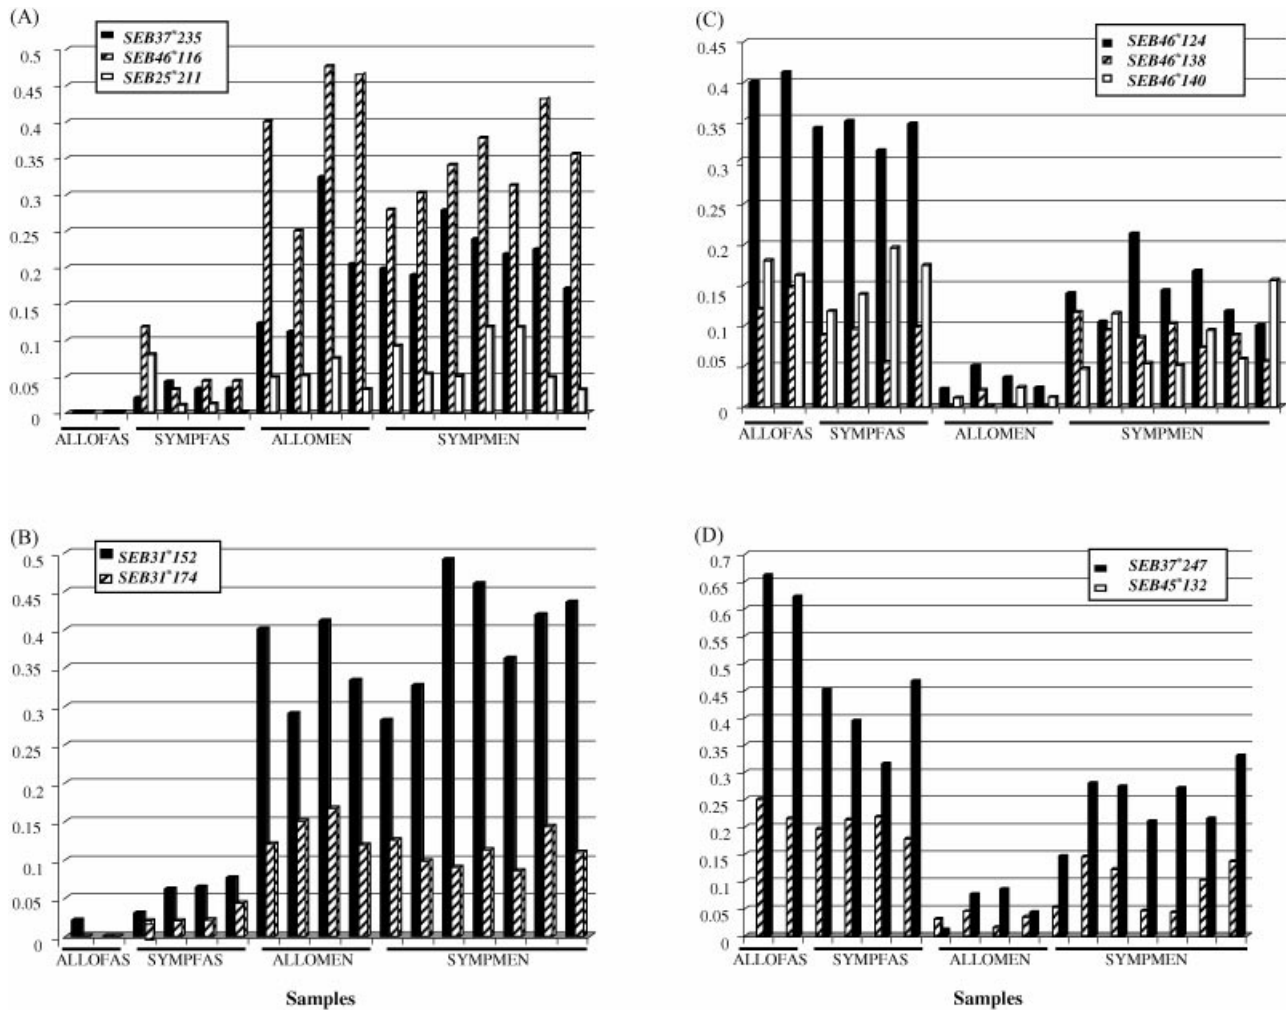 (A)
SEB37*235
SEB46*116
SEB25*211
0.5
0.45
0.4
0.35
0.3
0.25
0.2
0.15
0.1
0.05
0
ALLOFAS SYMPFAS ALLOMEN SYMPMEN
(B)
SEB31*152
SEB31*174
0.5
0.45
0.4
0.35
0.3
0.25
0.2
0.15
0.1
0.05
0
ALLOFAS SYMPFAS ALLOMEN SYMPMEN
Samples
(C)
SEB46*124
SEB46*138
SEB46*140
0.45
0.4
0.35
0.3
0.25
0.2
0.15
0.1
0.05
0
ALLOFAS SYMPFAS ALLOMEN SYMPMEN
(D)
SEB37*247
SEB45*132
0.7
0.65
0.6
0.55
0.5
0.45
0.4
0.35
0.3
0.25
0.2
0.15
0.1
0.05
0
ALLOFAS SYMPFAS ALLOMEN SYMPMEN
Samples